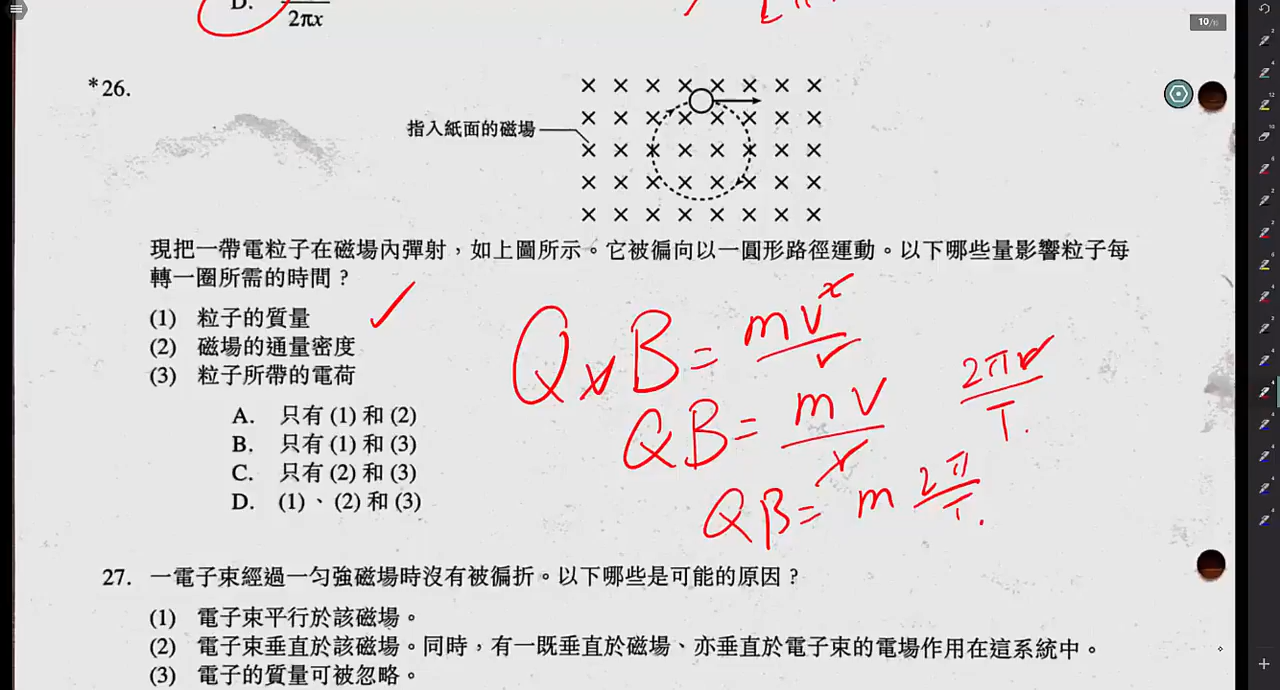 D.
2πx
10/
*26.
指入紙面的磁場
現把一帶電粒子在磁場內彈射，如上圖所示。它被偏向以一圓形路徑運動。以下哪些量影響粒子每
轉一圈所需的時間？
(1) 粒子的質量 ✓
(2) 磁場的通量密度
(3) 粒子所帶的電荷
A. 只有 (1) 和 (2)
B. 只有 (1) 和 (3)
C. 只有 (2) 和 (3)
D. (1)、(2) 和 (3)
QvB = mv²/r
QB = mv/r
2πr/T
QB = m 2π/T
27. 一電子束經過一匀強磁場時沒有被偏折。以下哪些是可能的原因？
(1) 電子束平行於該磁場。
(2) 電子束垂直於該磁場。同時，有一既垂直於磁場、亦垂直於電子束的電場作用在這系統中。
(3) 電子的質量可被忽略。